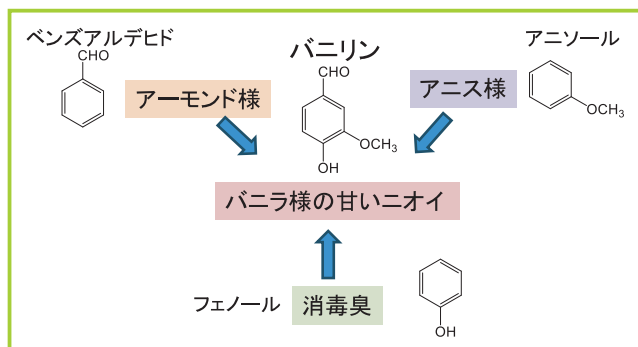 ベンズアルデヒド
CHO
アーモンド様
バニリン
CHO
OCH3
OH
アニソール
アニス様
OCH3
バニラ様の甘いニオイ
フェノール
消毒臭
OH